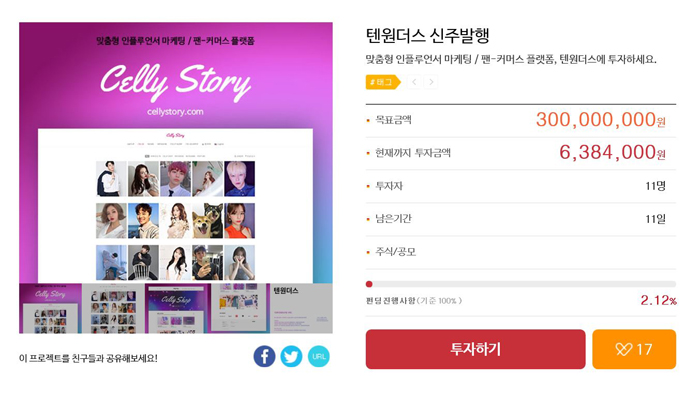 맞춤형 인플루언서 마케팅 / 팬-커머스 플랫폼
Celly Story
cellystory.com
Celly Story
Celly Story
Celly Shop
텐원더스
이 프로젝트를 친구들과 공유해보세요!
URL
텐원더스 신주발행
맞춤형 인플루언서 마케팅 / 팬-커머스 플랫폼, 텐원더스에 투자하세요.
# 태그
목표금액 300,000,000원
현재까지 투자금액 6,384,000원
투자자 11명
남은기간 11일
주식/공모
펀딩진행사항 (기준 100% ) 2.12%
투자하기
17